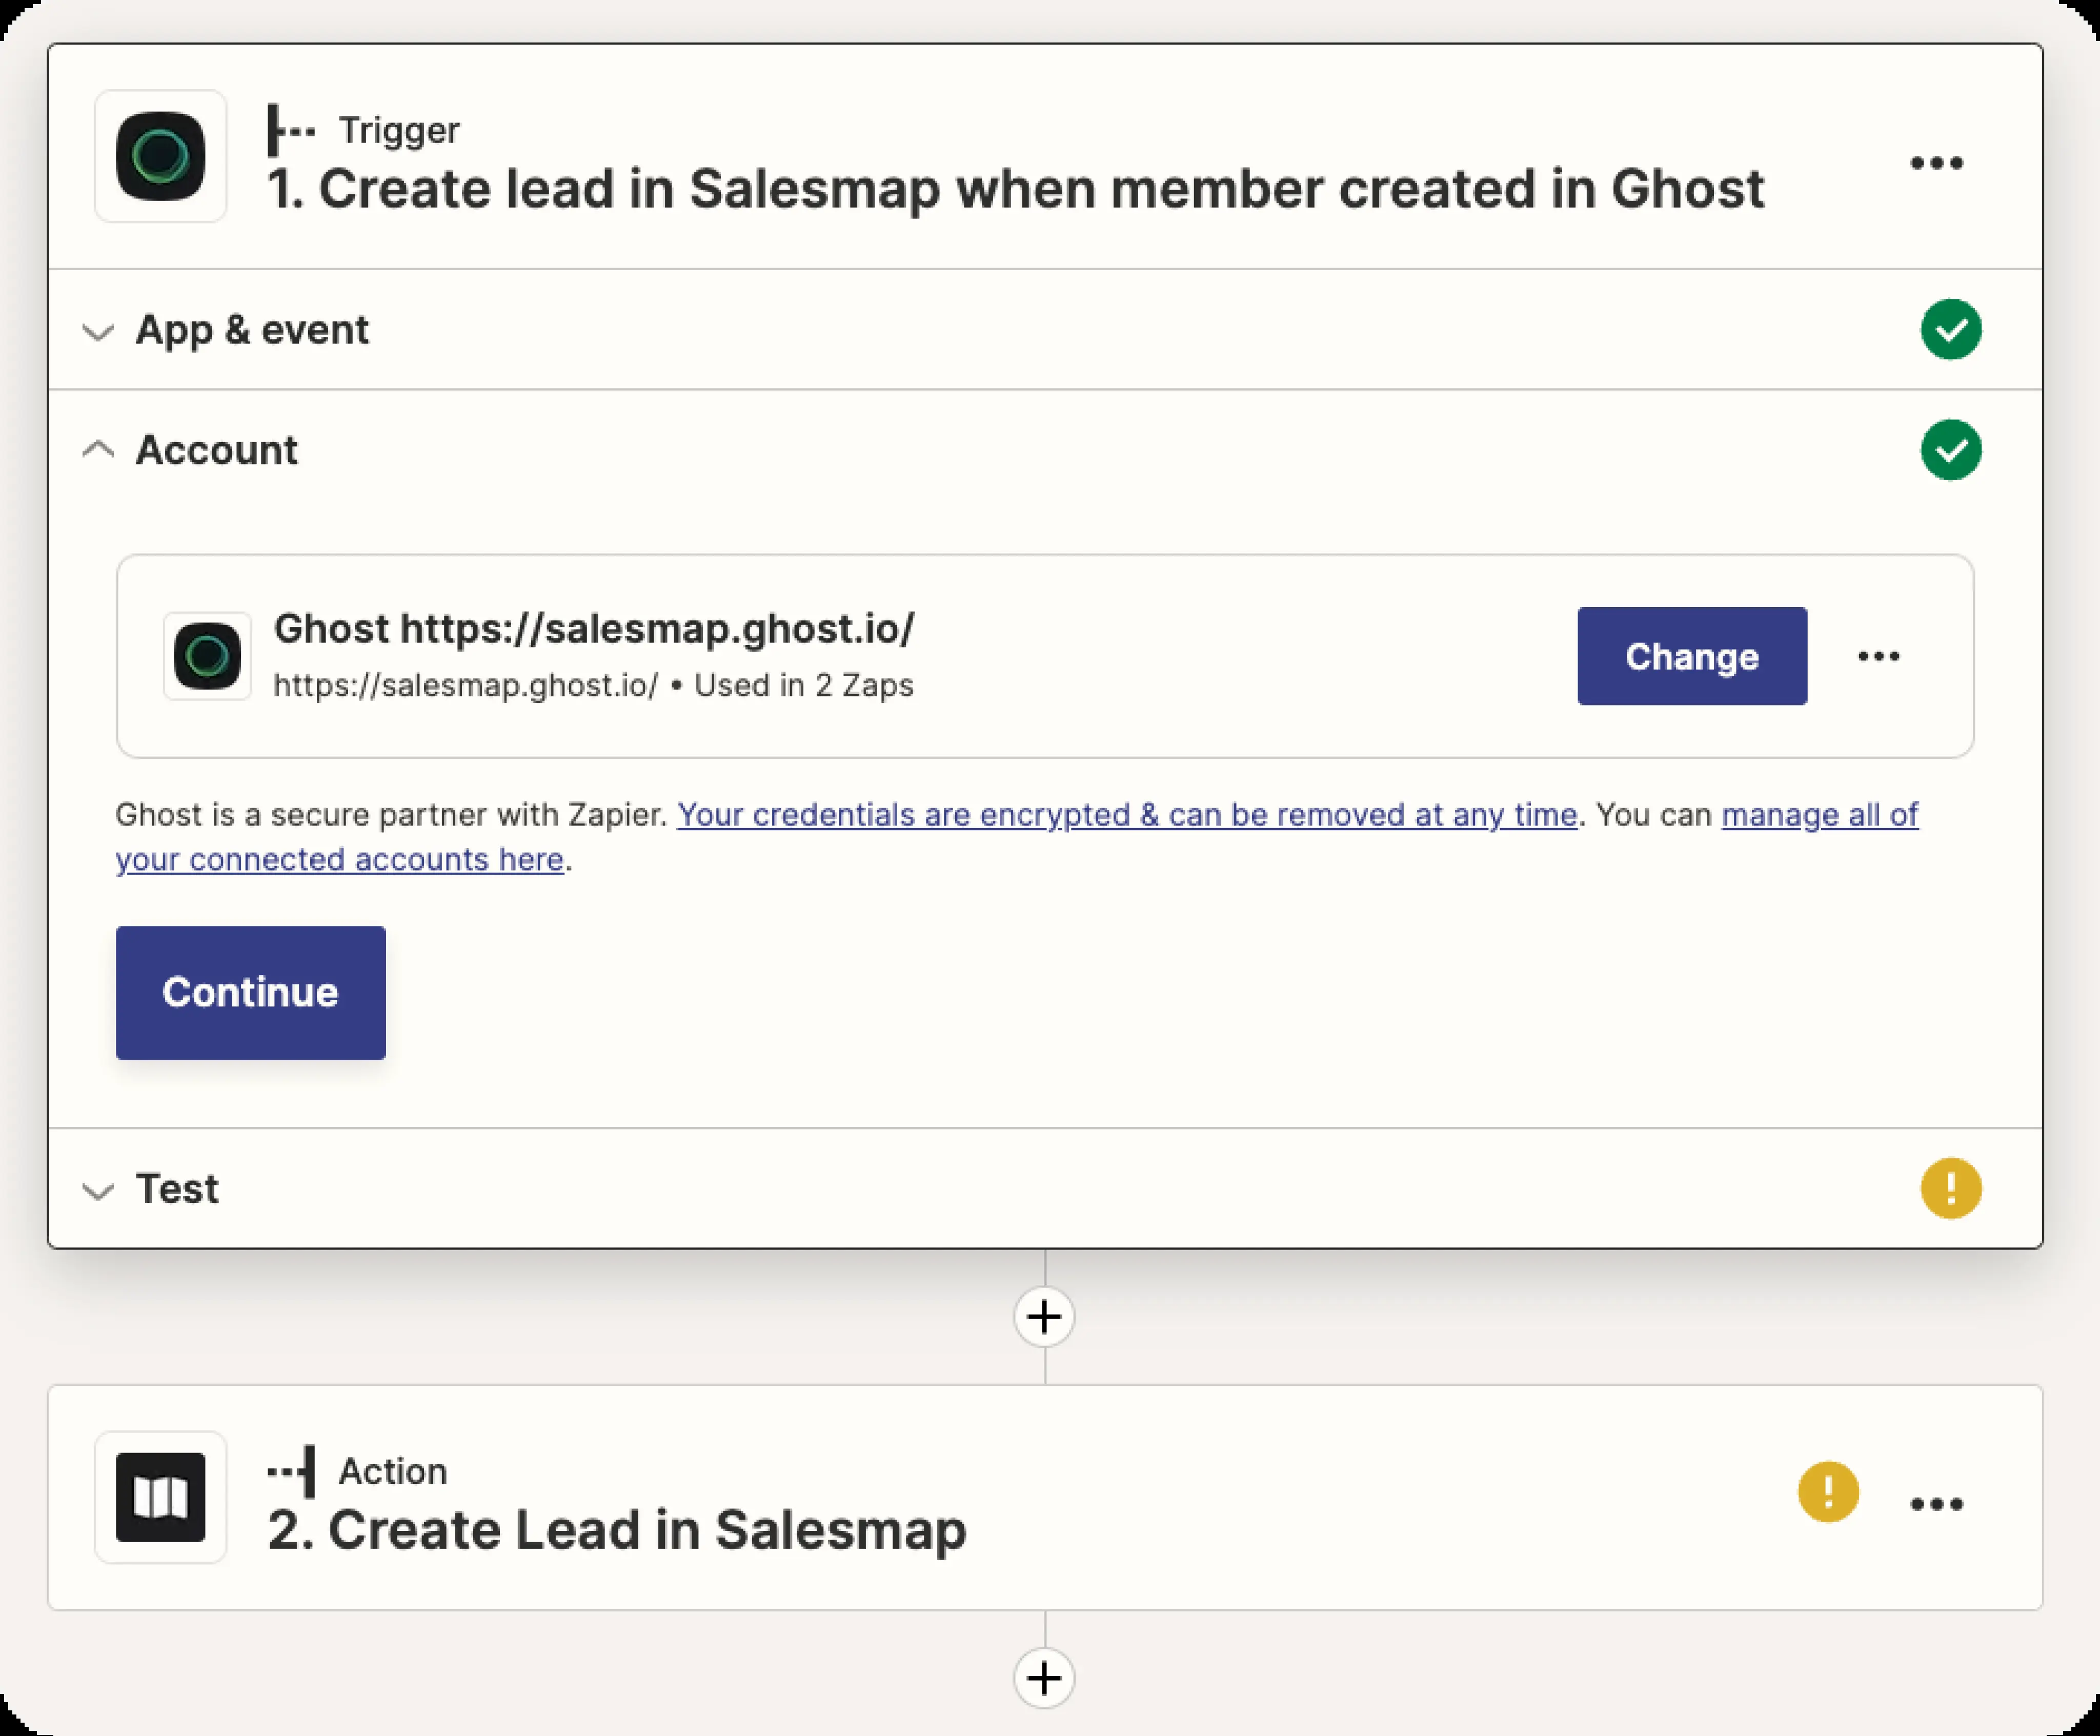 Trigger
1. Create lead in Salesmap when member created in Ghost
App & event
Account
Ghost https://salesmap.ghost.io/
https://salesmap.ghost.io/ • Used in 2 Zaps
Change
Ghost is a secure partner with Zapier. Your credentials are encrypted & can be removed at any time. You can manage all of
your connected accounts here.
Continue
Test
Action
2. Create Lead in Salesmap